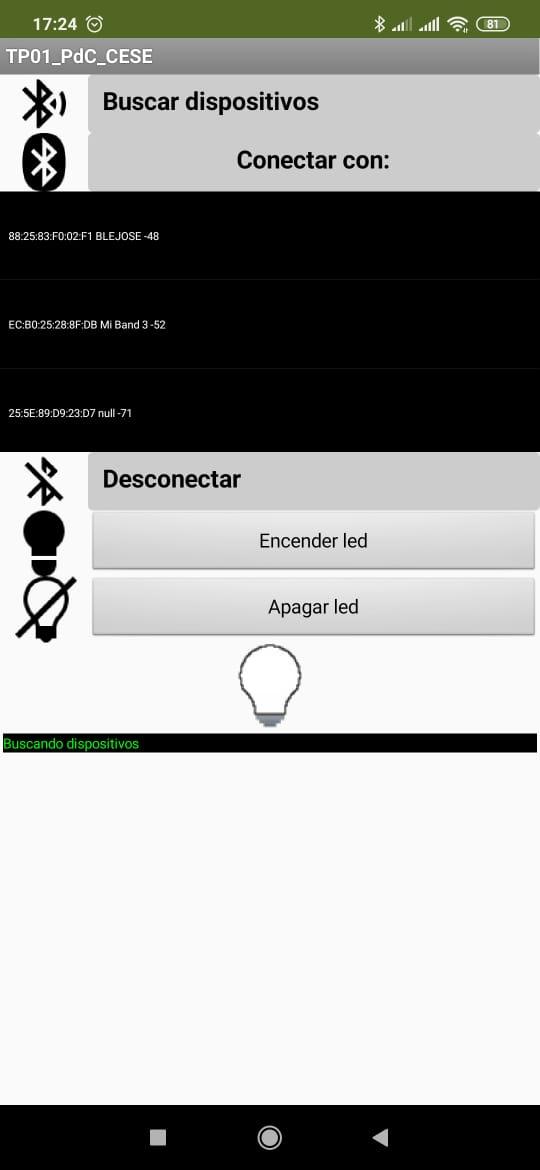 17:24
81
TP01_PdC_CESE
Buscar dispositivos
Conectar con:
88:25:83:F0:02:F1 BLEJOSE -48
EC:B0:25:28:8F:DB Mi Band 3 -52
25:5E:89:D9:23:D7 null -71
Desconectar
Encender led
Apagar led
Buscando dispositivos